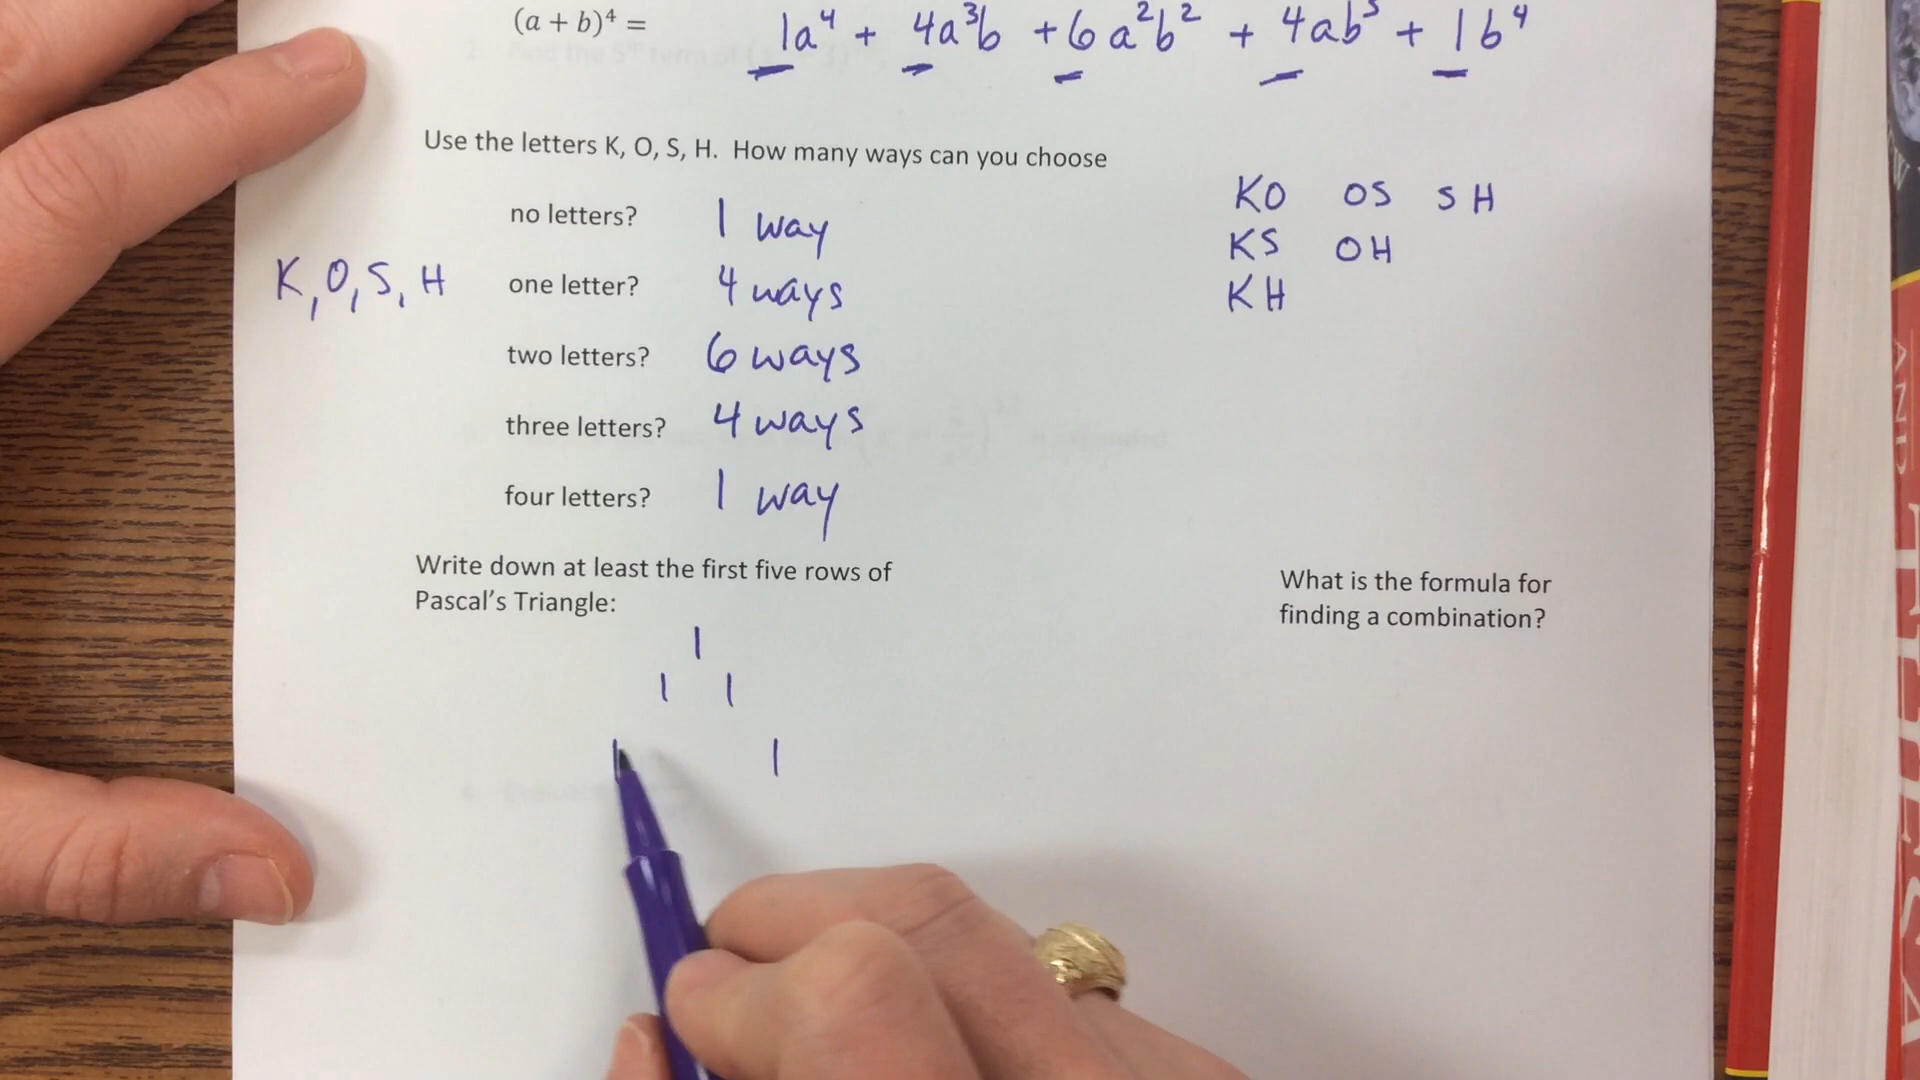 (a + b)⁴ = 1a⁴ + 4a³b + 6a²b² + 4ab³ + 1b⁴
Use the letters K, O, S, H. How many ways can you choose
KO OS SH
no letters? 1 way
KS OH
K, O, S, H one letter? 4 ways
KH
two letters? 6 ways
three letters? 4 ways
four letters? 1 way
Write down at least the first five rows of
Pascal's Triangle:
What is the formula for
finding a combination?
1
1 1
1 1
AND